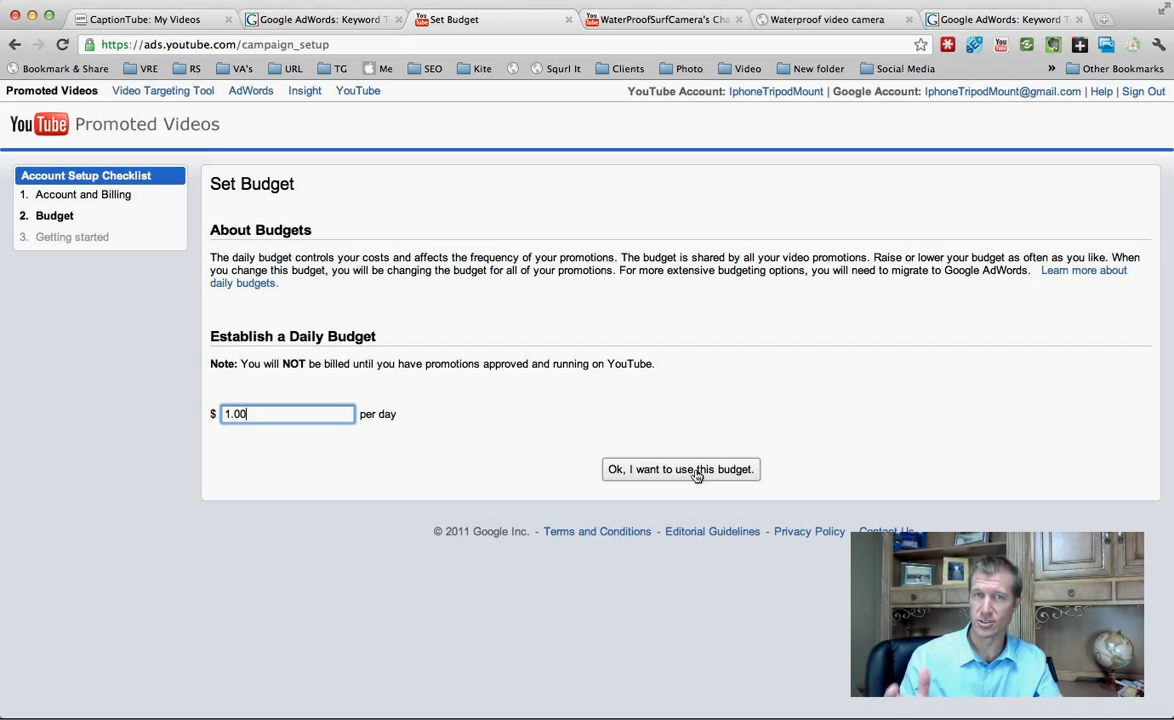 CaptionTube: My Videos
Google AdWords: Keyword T
Set Budget
WaterProofSurfCamera's Cha
Waterproof video camera
Google AdWords: Keyword T
https://ads.youtube.com/campaign_setup
Bookmark & Share VRE RS VA's URL TG Me SEO Kite Squrl It Clients Photo Video New folder Social Media » Other Bookmarks
Promoted Videos Video Targeting Tool AdWords Insight YouTube
YouTube Account: IphoneTripodMount | Google Account: IphoneTripodMount@gmail.com | Help | Sign Out
YouTube Promoted Videos
Account Setup Checklist
1. Account and Billing
2. Budget
3. Getting started
Set Budget
About Budgets
The daily budget controls your costs and affects the frequency of your promotions. The budget is shared by all your video promotions. Raise or lower your budget as often as you like. When
you change this budget, you will be changing the budget for all of your promotions. For more extensive budgeting options, you will need to migrate to Google AdWords. Learn more about
daily budgets.
Establish a Daily Budget
Note: You will NOT be billed until you have promotions approved and running on YouTube.
$ 1.00 per day
Ok, I want to use this budget.
© 2011 Google Inc. - Terms and Conditions - Editorial Guidelines - Privacy Policy - Contact Us